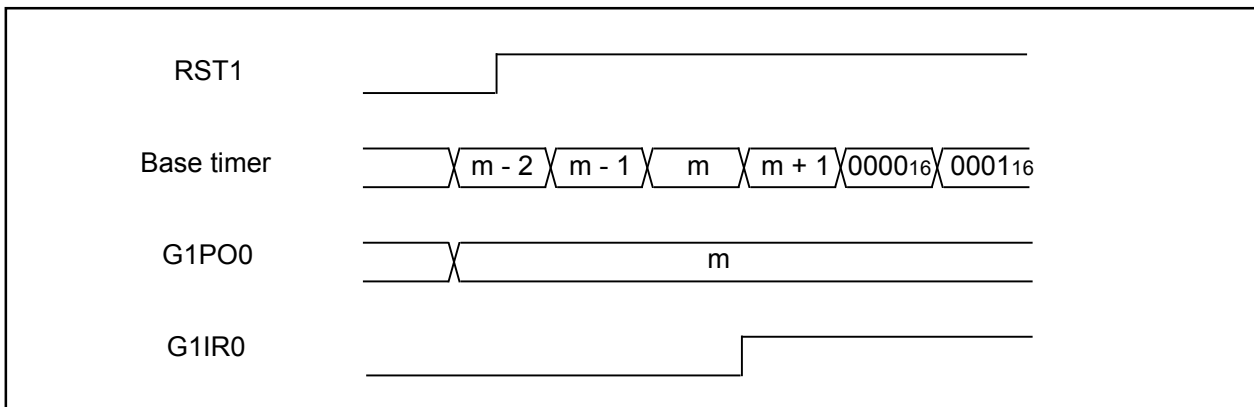 RST1
Base timer m - 2 m - 1 m m + 1 0000₁₆ 0001₁₆
G1PO0 m
G1IR0